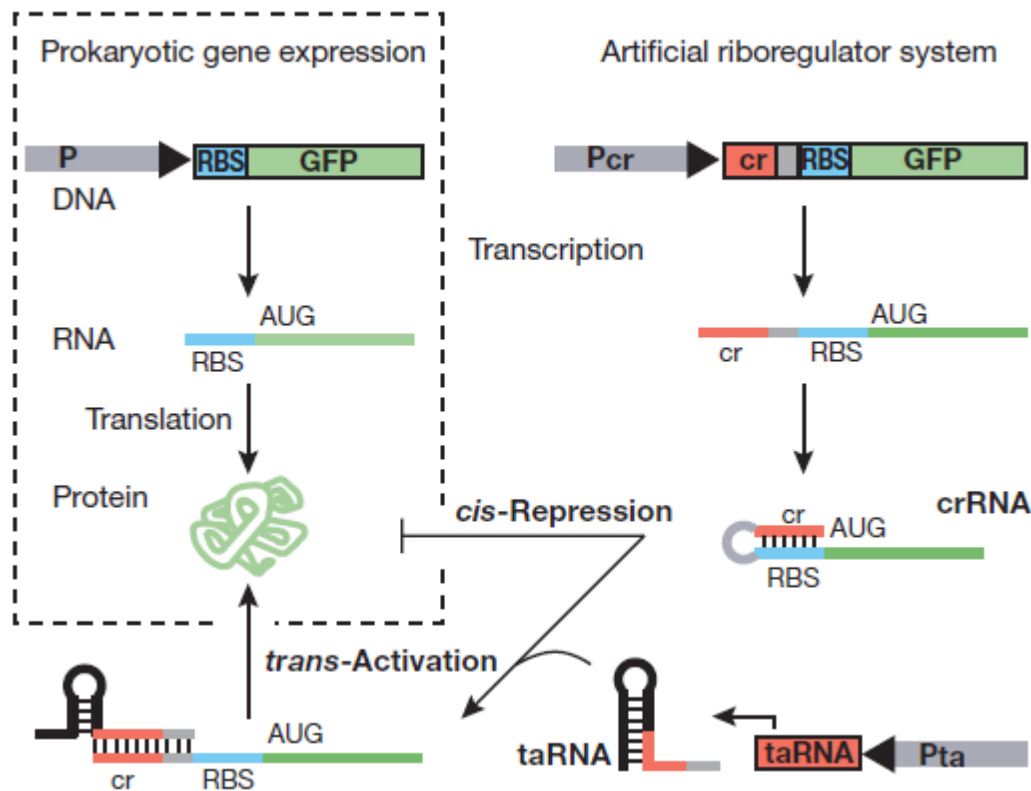 Prokaryotic gene expression
Artificial riboregulator system
P
RBS
GFP
Pcr
cr
RBS
GFP
DNA
Transcription
RNA
AUG
RBS
AUG
cr
RBS
Translation
Protein
cis-Repression
crRNA
cr
AUG
RBS
trans-Activation
AUG
cr
RBS
taRNA
taRNA
Pta